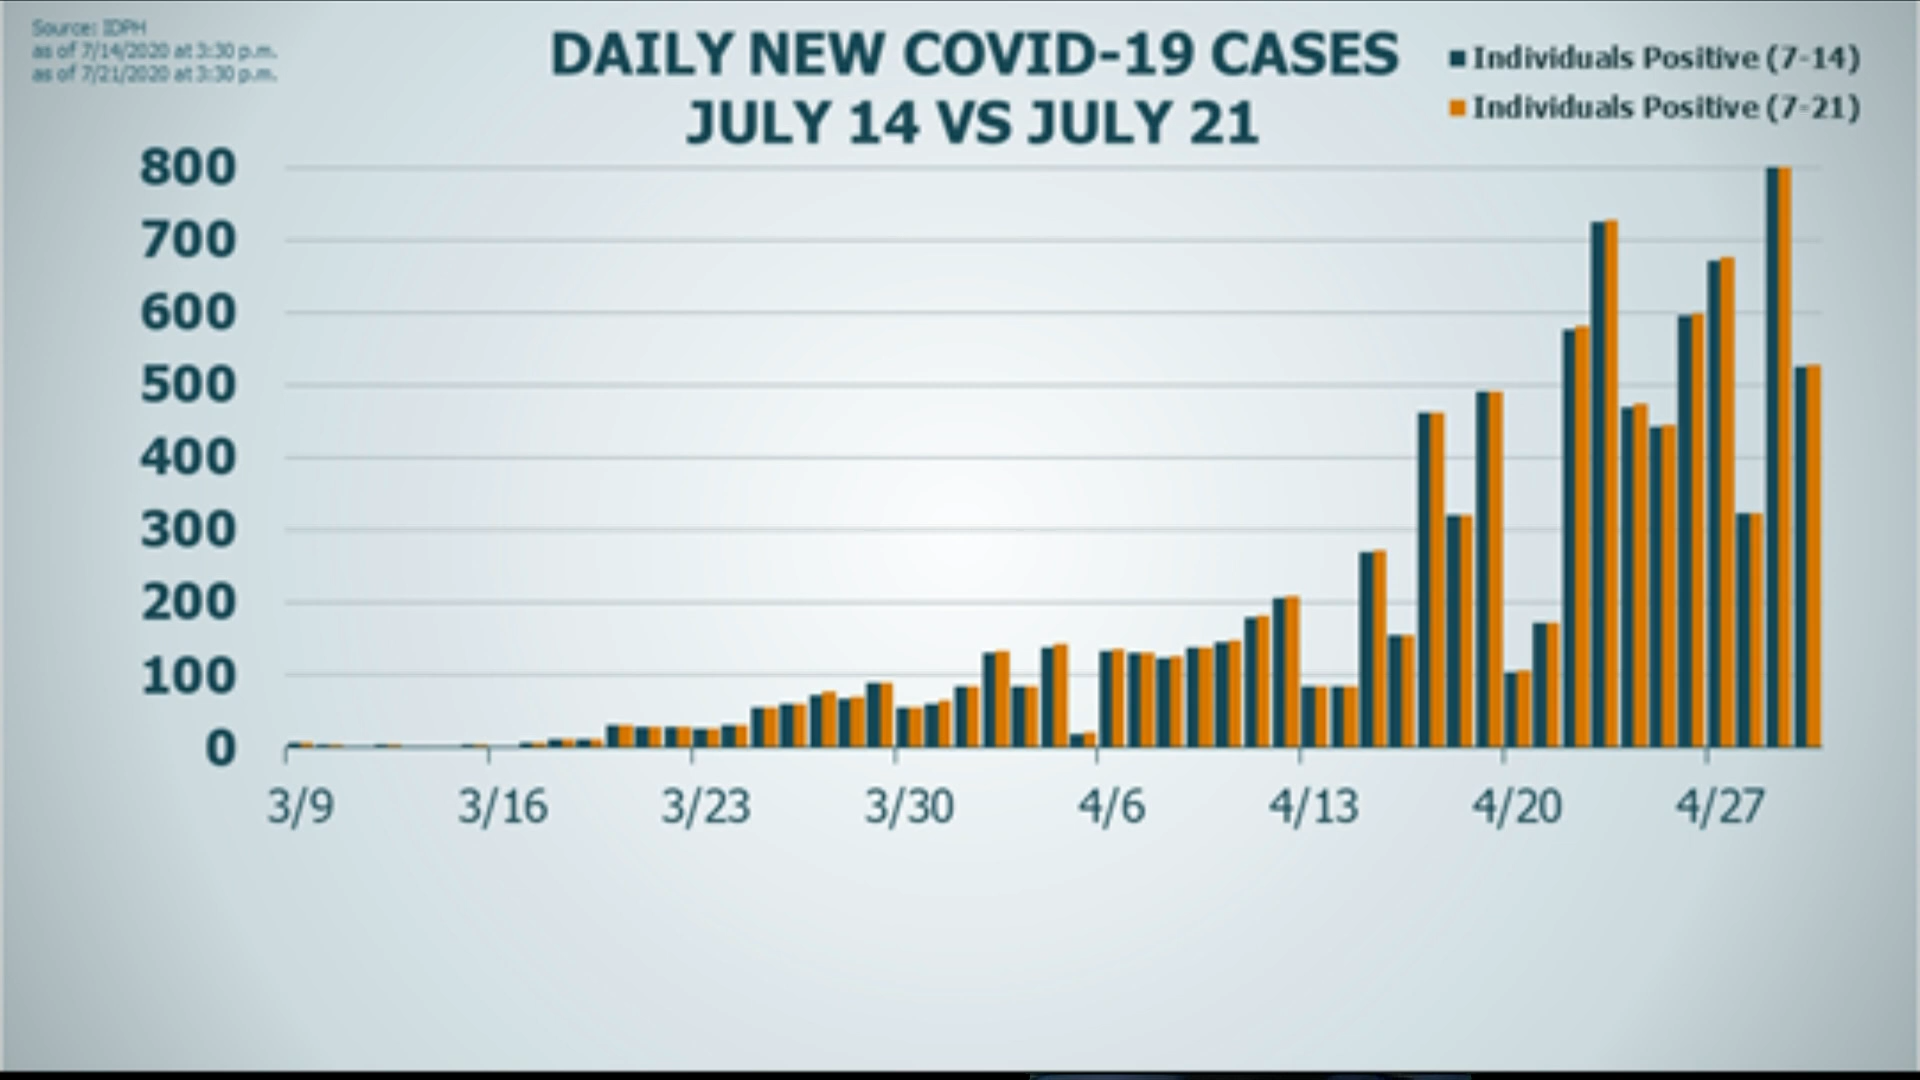 Source: IDPH
as of 7/14/2020 at 3:30 p.m.
as of 7/21/2020 at 3:30 p.m.
DAILY NEW COVID-19 CASES
JULY 14 VS JULY 21
Individuals Positive (7-14)
Individuals Positive (7-21)
800
700
600
500
400
300
200
100
0
3/9 3/16 3/23 3/30 4/6 4/13 4/20 4/27